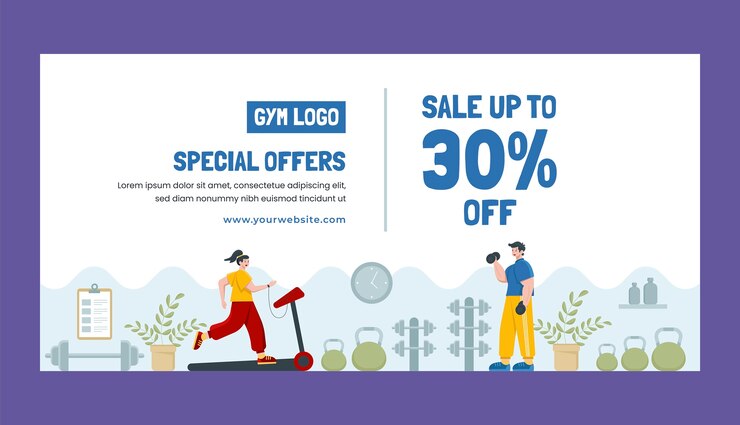 GYM LOGO
SPECIAL OFFERS
Lorem ipsum dolor sit amet, consectetue adipiscing elit,
sed diam nonummy nibh euismod tincidunt ut
www.yourwebsite.com
SALE UP TO
30%
OFF